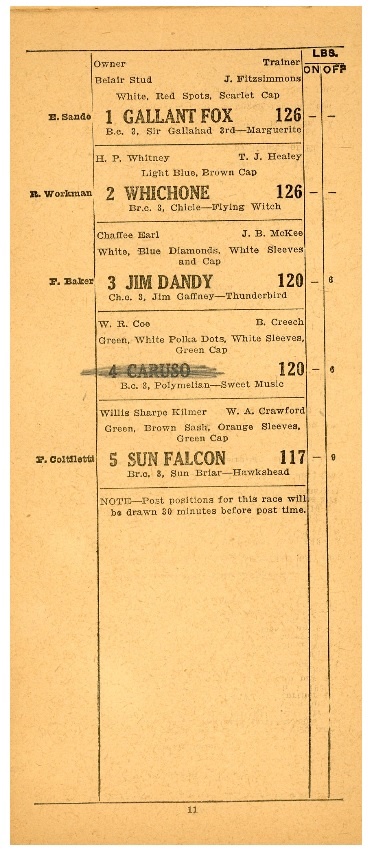 LBS.
Owner Trainer ON OFF
Belair Stud J. Fitzsimmons
White, Red Spots, Scarlet Cap
E. Sande 1 GALLANT FOX 126 — —
B.c. 3, Sir Gallahad 3rd—Marguerite
H. P. Whitney T. J. Healey
Light Blue, Brown Cap
R. Workman 2 WHICHONE 126 — —
Br.c. 3, Chicle—Flying Witch
Chaffee Earl J. B. McKee
White, Blue Diamonds, White Sleeves
and Cap
F. Baker 3 JIM DANDY 120 — 6
Ch.c. 3, Jim Gaffney—Thunderbird
W. R. Coe B. Creech
Green, White Polka Dots, White Sleeves,
Green Cap
4 CARUSO 120 — 6
B.c. 3, Polymelian—Sweet Music
Willis Sharpe Kilmer W. A. Crawford
Green, Brown Sash, Orange Sleeves,
Green Cap
F. Coltiletti 5 SUN FALCON 117 — 9
Br.c. 3, Sun Briar—Hawkshead
NOTE—Post positions for this race will
be drawn 30 minutes before post time.
11